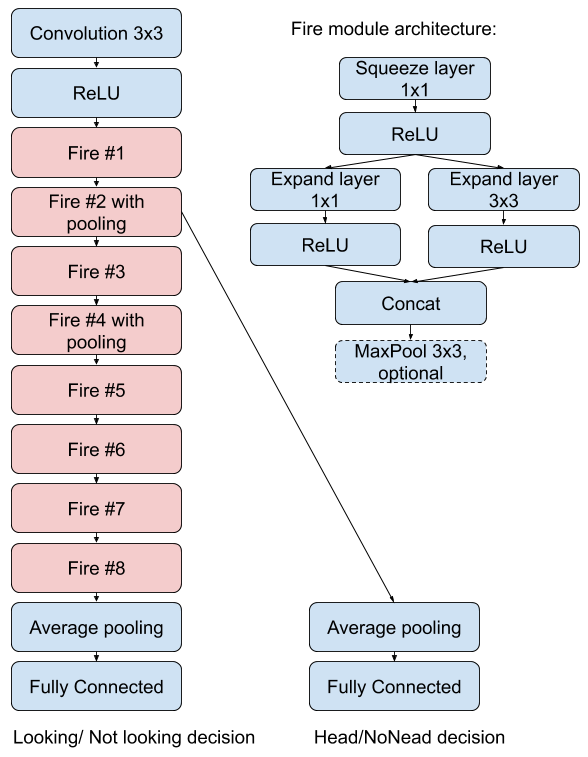 Convolution 3x3
ReLU
Fire #1
Fire #2 with
pooling
Fire #3
Fire #4 with
pooling
Fire #5
Fire #6
Fire #7
Fire #8
Average pooling
Fully Connected
Looking/ Not looking decision
Fire module architecture:
Squeeze layer
1x1
ReLU
Expand layer
1x1
Expand layer
3x3
ReLU
ReLU
Concat
MaxPool 3x3,
optional
Average pooling
Fully Connected
Head/NoNead decision